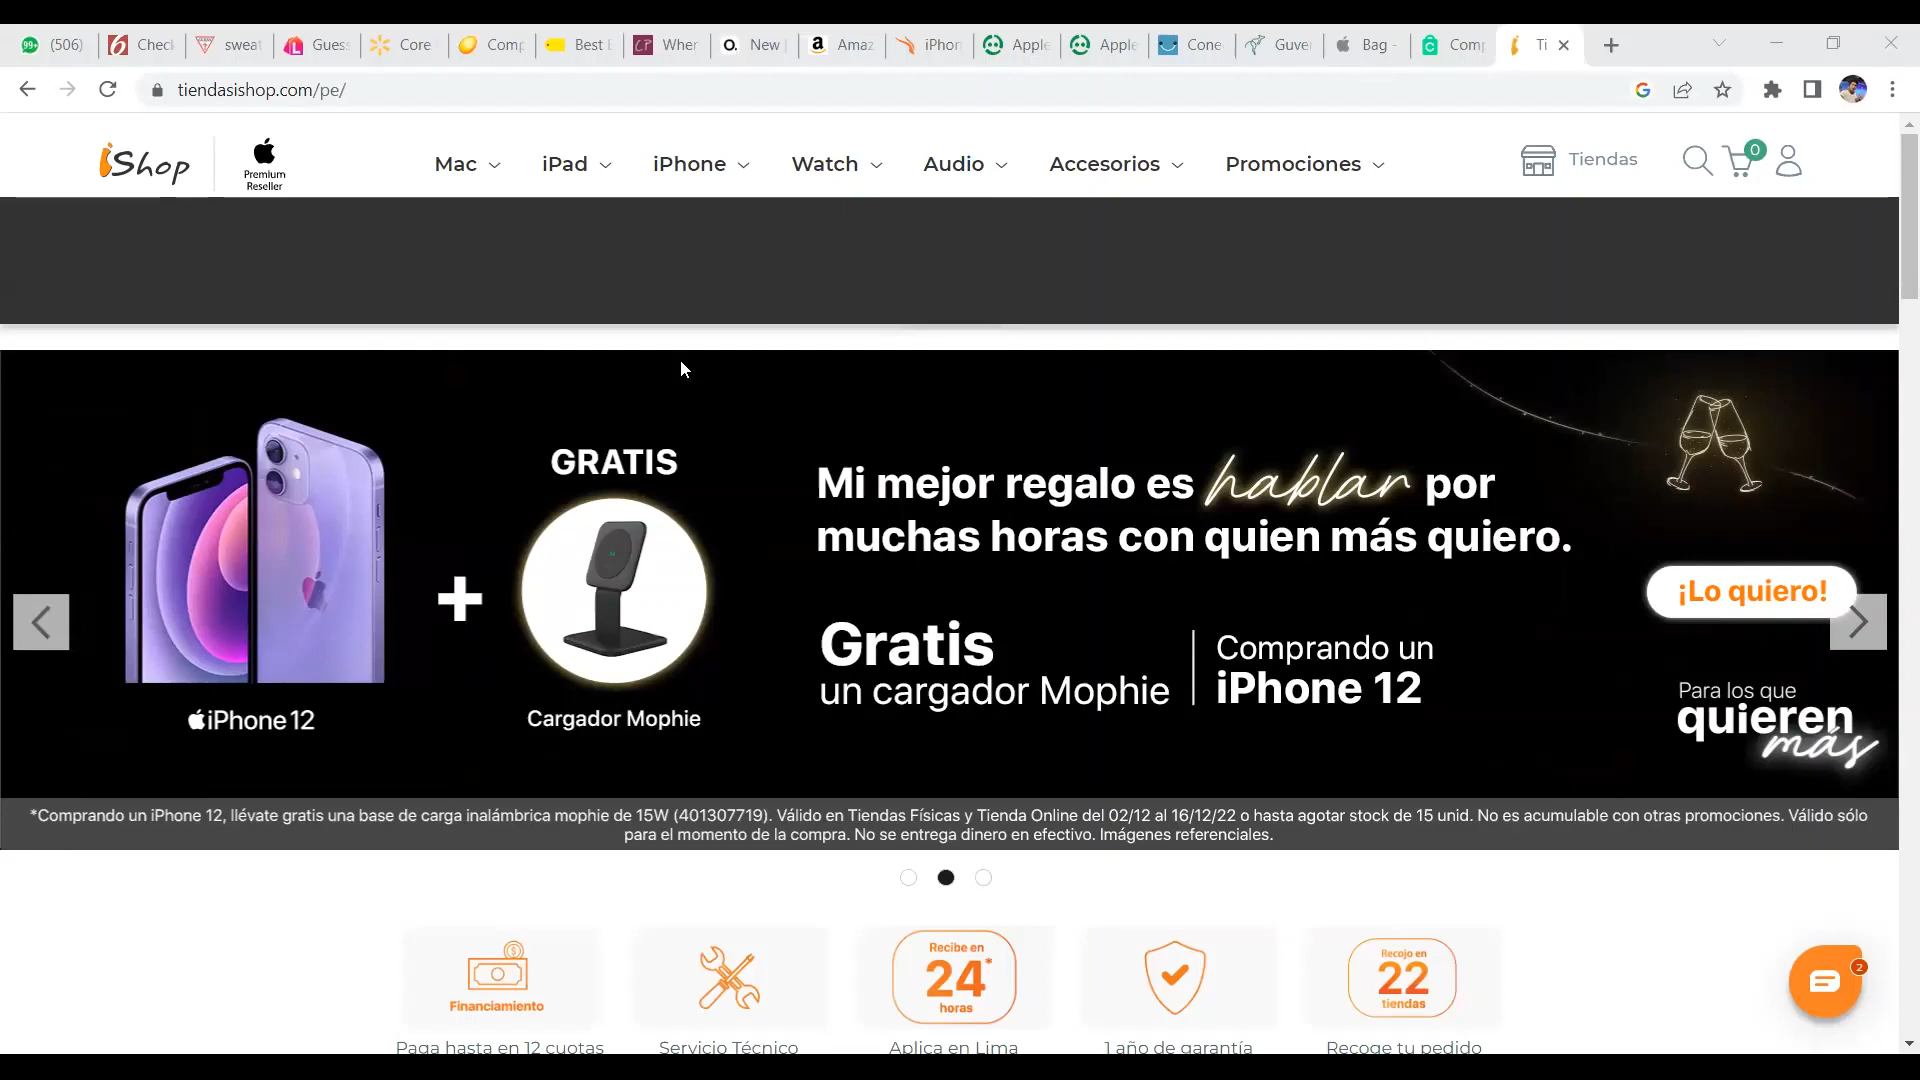 99+ (506) Check sweat Guess Core Comp Best B Wher New Amaz iPhon Apple Apple Cone Guve Bag - Comp Ti
tiendasishop.com/pe/
iShop
Premium
Reseller
Mac iPad iPhone Watch Audio Accesorios Promociones Tiendas 0
GRATIS
Mi mejor regalo es hablar por
muchas horas con quien más quiero.
¡Lo quiero!
Gratis
un cargador Mophie
Comprando un
iPhone 12
iPhone 12
Cargador Mophie
Para los que
quieren
más
*Comprando un iPhone 12, llévate gratis una base de carga inalámbrica mophie de 15W (401307719). Válido en Tiendas Físicas y Tienda Online del 02/12 al 16/12/22 o hasta agotar stock de 15 unid. No es acumulable con otras promociones. Válido sólo
para el momento de la compra. No se entrega dinero en efectivo. Imágenes referenciales.
Financiamiento
Recibe en
24*
horas
Recojo en
22
tiendas
2
Paga hasta en 12 cuotas
Servicio Técnico
Aplica en Lima
1 año de garantía
Recoge tu pedido